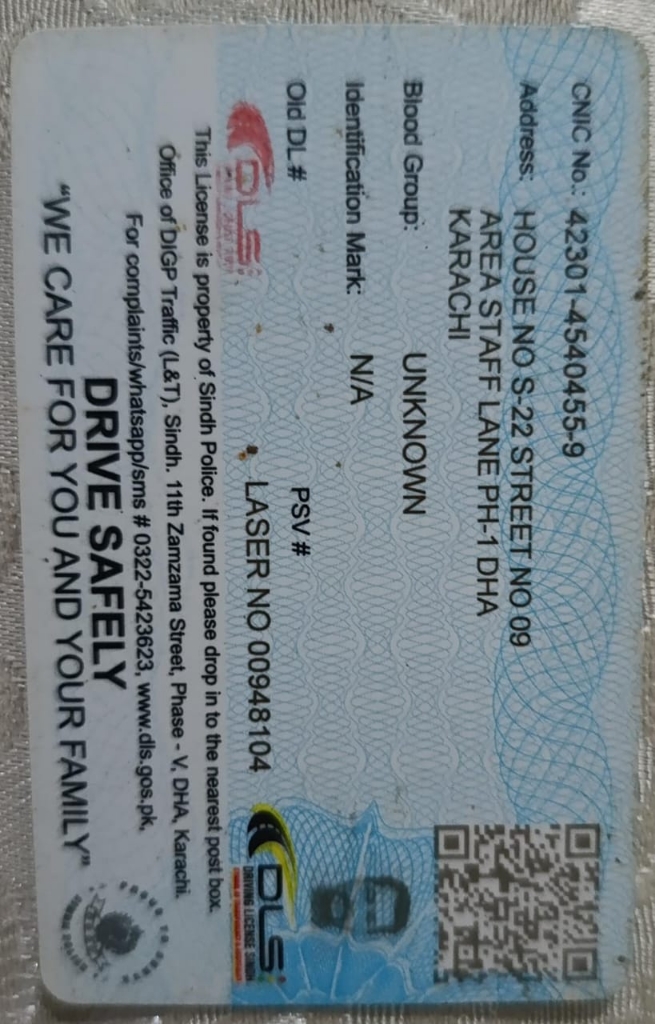 CNIC No.: 42301-4540455-9
Address: HOUSE NO S-22 STREET NO 09
AREA STAFF LANE PH-1 DHA
KARACHI
Blood Group: UNKNOWN
Identification Mark: N/A
Old DL # PSV #
DLS LASER NO 00948104
DLS
DRIVING LICENSE SINDH
This License is property of Sindh Police. If found please drop in to the nearest post box.
Office of DIGP Traffic (L&T), Sindh. 11th Zamzama Street, Phase - V, DHA, Karachi.
For complaints/whatsapp/sms # 0322-5423623, www.dls.gos.pk,
DRIVE SAFELY
"WE CARE FOR YOU AND YOUR FAMILY"